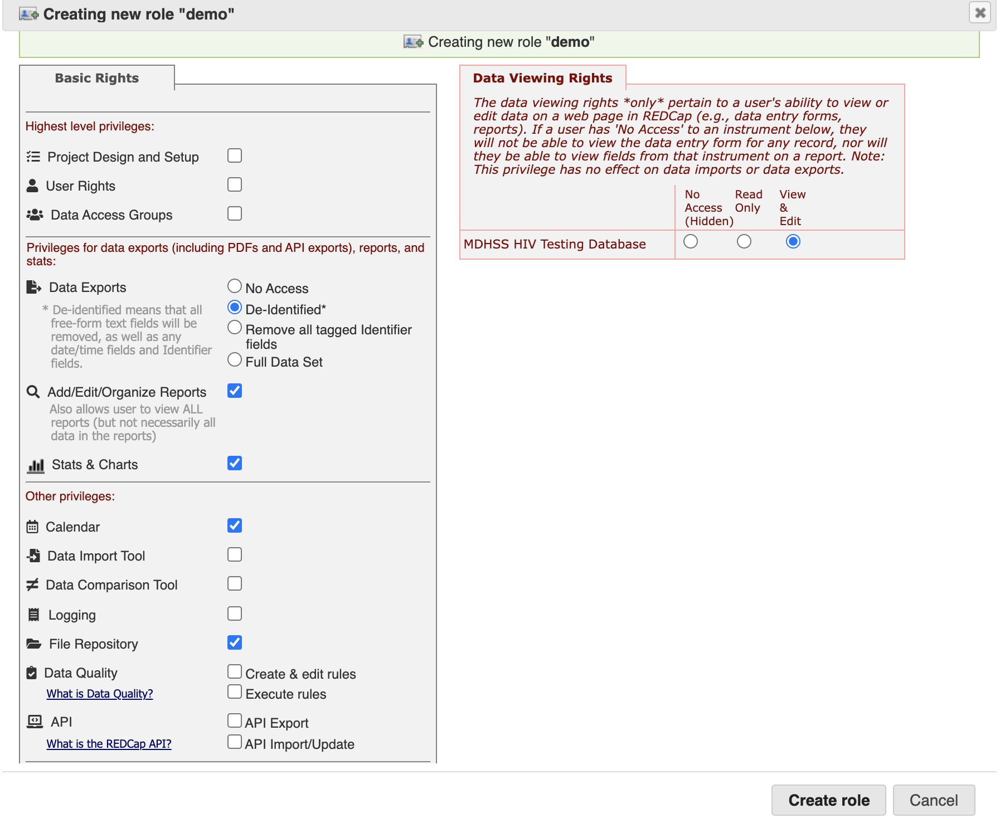 Creating new role "demo"
Creating new role "demo"
Basic Rights
Highest level privileges:
Project Design and Setup
User Rights
Data Access Groups
Privileges for data exports (including PDFs and API exports), reports, and
stats:
Data Exports
No Access
* De-identified means that all
free-form text fields will be
removed, as well as any
date/time fields and Identifier
fields.
De-Identified*
Remove all tagged Identifier
fields
Full Data Set
Add/Edit/Organize Reports
Also allows user to view ALL
reports (but not necessarily all
data in the reports)
Stats & Charts
Other privileges:
Calendar
Data Import Tool
Data Comparison Tool
Logging
File Repository
Data Quality
What is Data Quality?
Create & edit rules
Execute rules
API
What is the REDCap API?
API Export
API Import/Update
Data Viewing Rights
The data viewing rights *only* pertain to a user's ability to view or
edit data on a web page in REDCap (e.g., data entry forms,
reports). If a user has 'No Access' to an instrument below, they
will not be able to view the data entry form for any record, nor will
they be able to view fields from that instrument on a report. Note:
This privilege has no effect on data imports or data exports.
No
Access
(Hidden)
Read
Only
View
&
Edit
MDHSS HIV Testing Database
Create role
Cancel